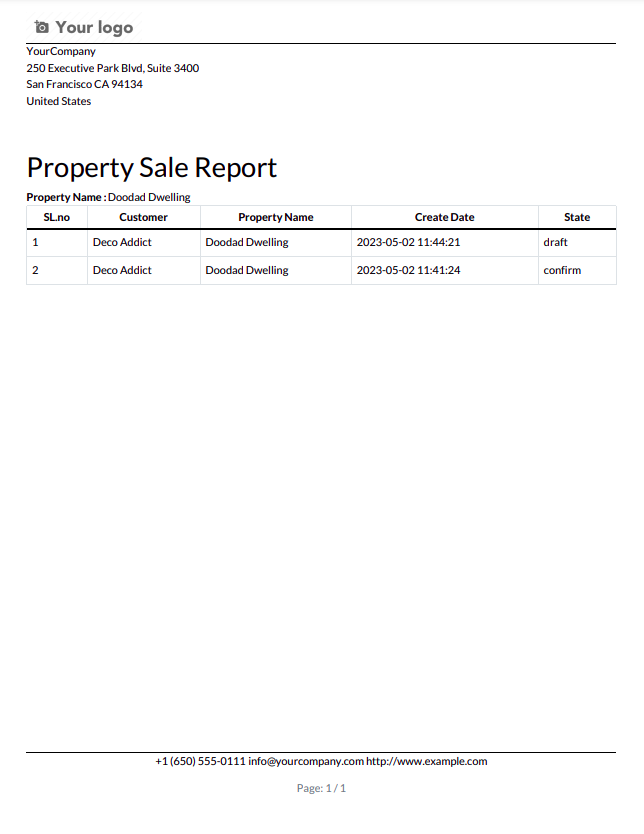 Your logo
YourCompany
250 Executive Park Blvd, Suite 3400
San Francisco CA 94134
United States
Property Sale Report
Property Name : Doodad Dwelling
SL.no Customer Property Name Create Date State
1 Deco Addict Doodad Dwelling 2023-05-02 11:44:21 draft
2 Deco Addict Doodad Dwelling 2023-05-02 11:41:24 confirm
+1 (650) 555-0111 info@yourcompany.com http://www.example.com
Page: 1 / 1